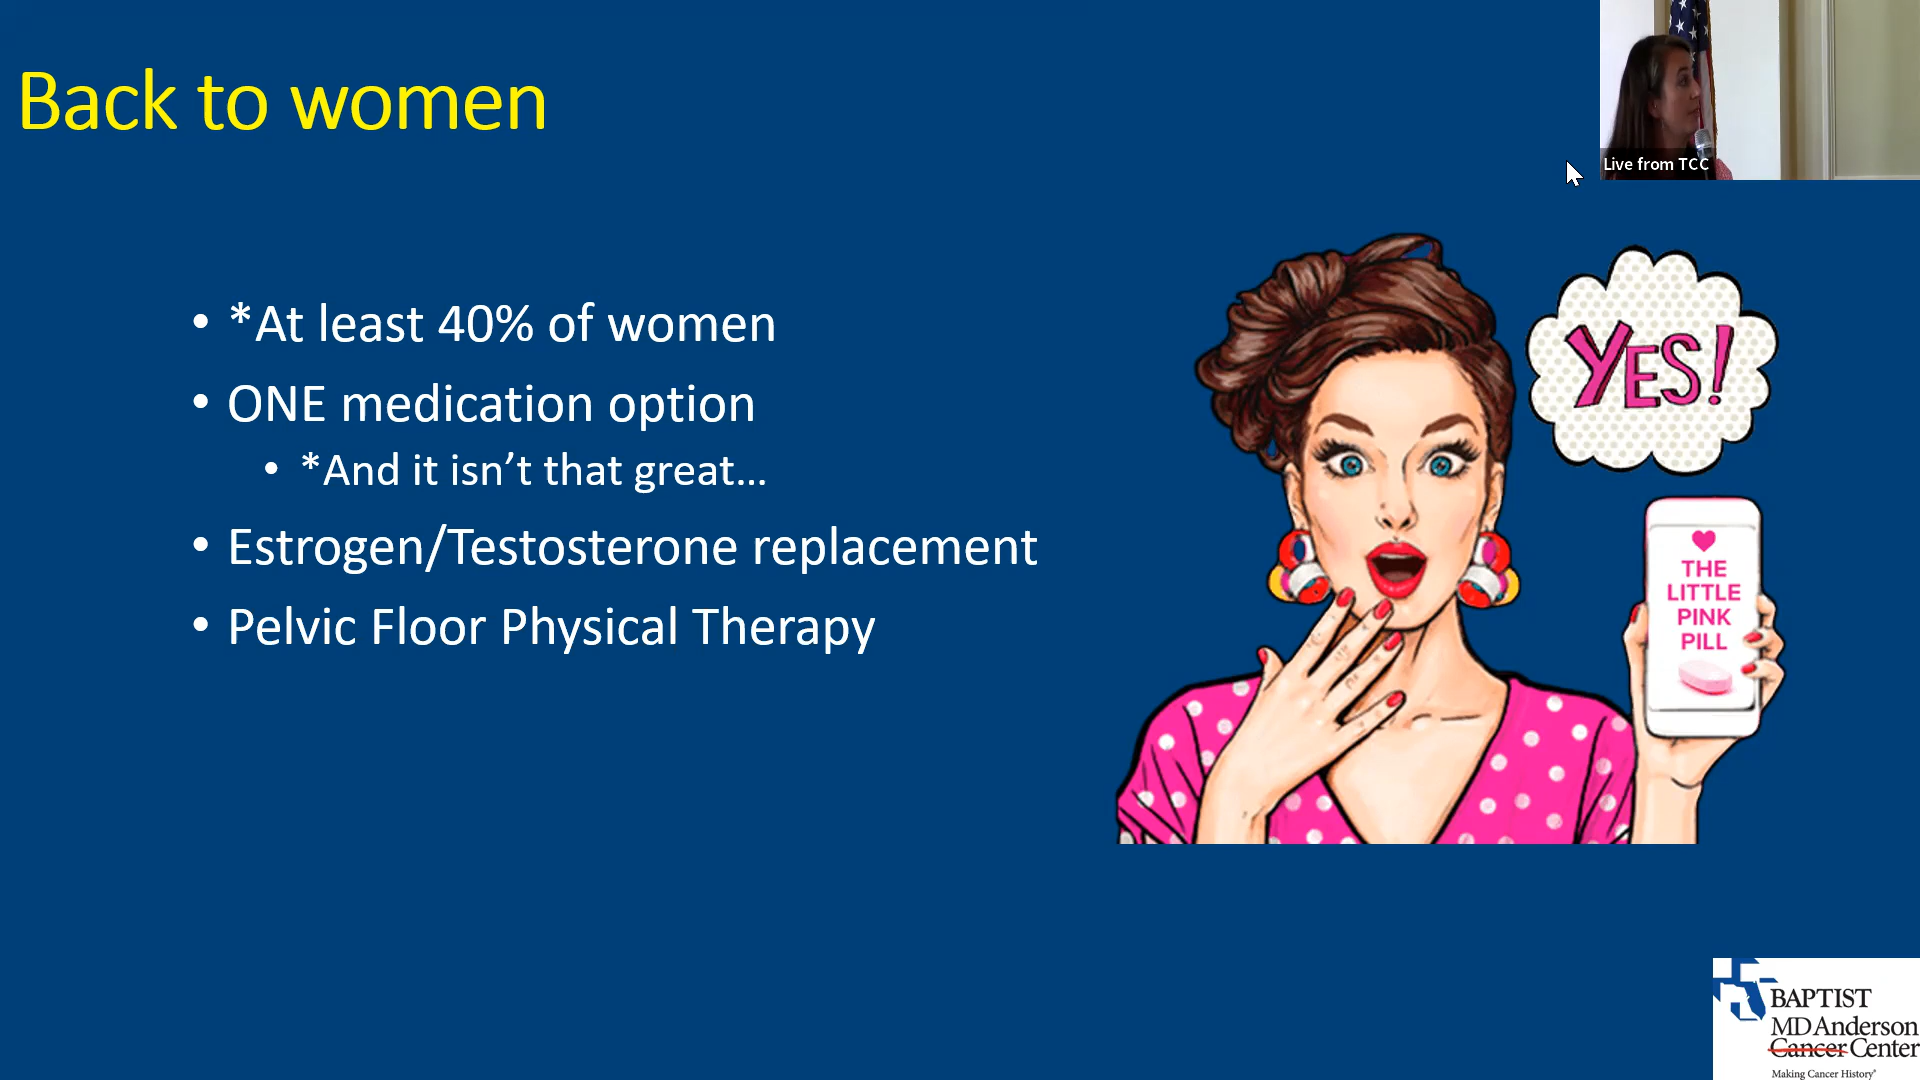 Back to women
Live from TCC
• *At least 40% of women
• ONE medication option
• *And it isn’t that great…
• Estrogen/Testosterone replacement
• Pelvic Floor Physical Therapy
YES!
THE
LITTLE
PINK
PILL
BAPTIST
MD Anderson
Cancer Center
Making Cancer History®